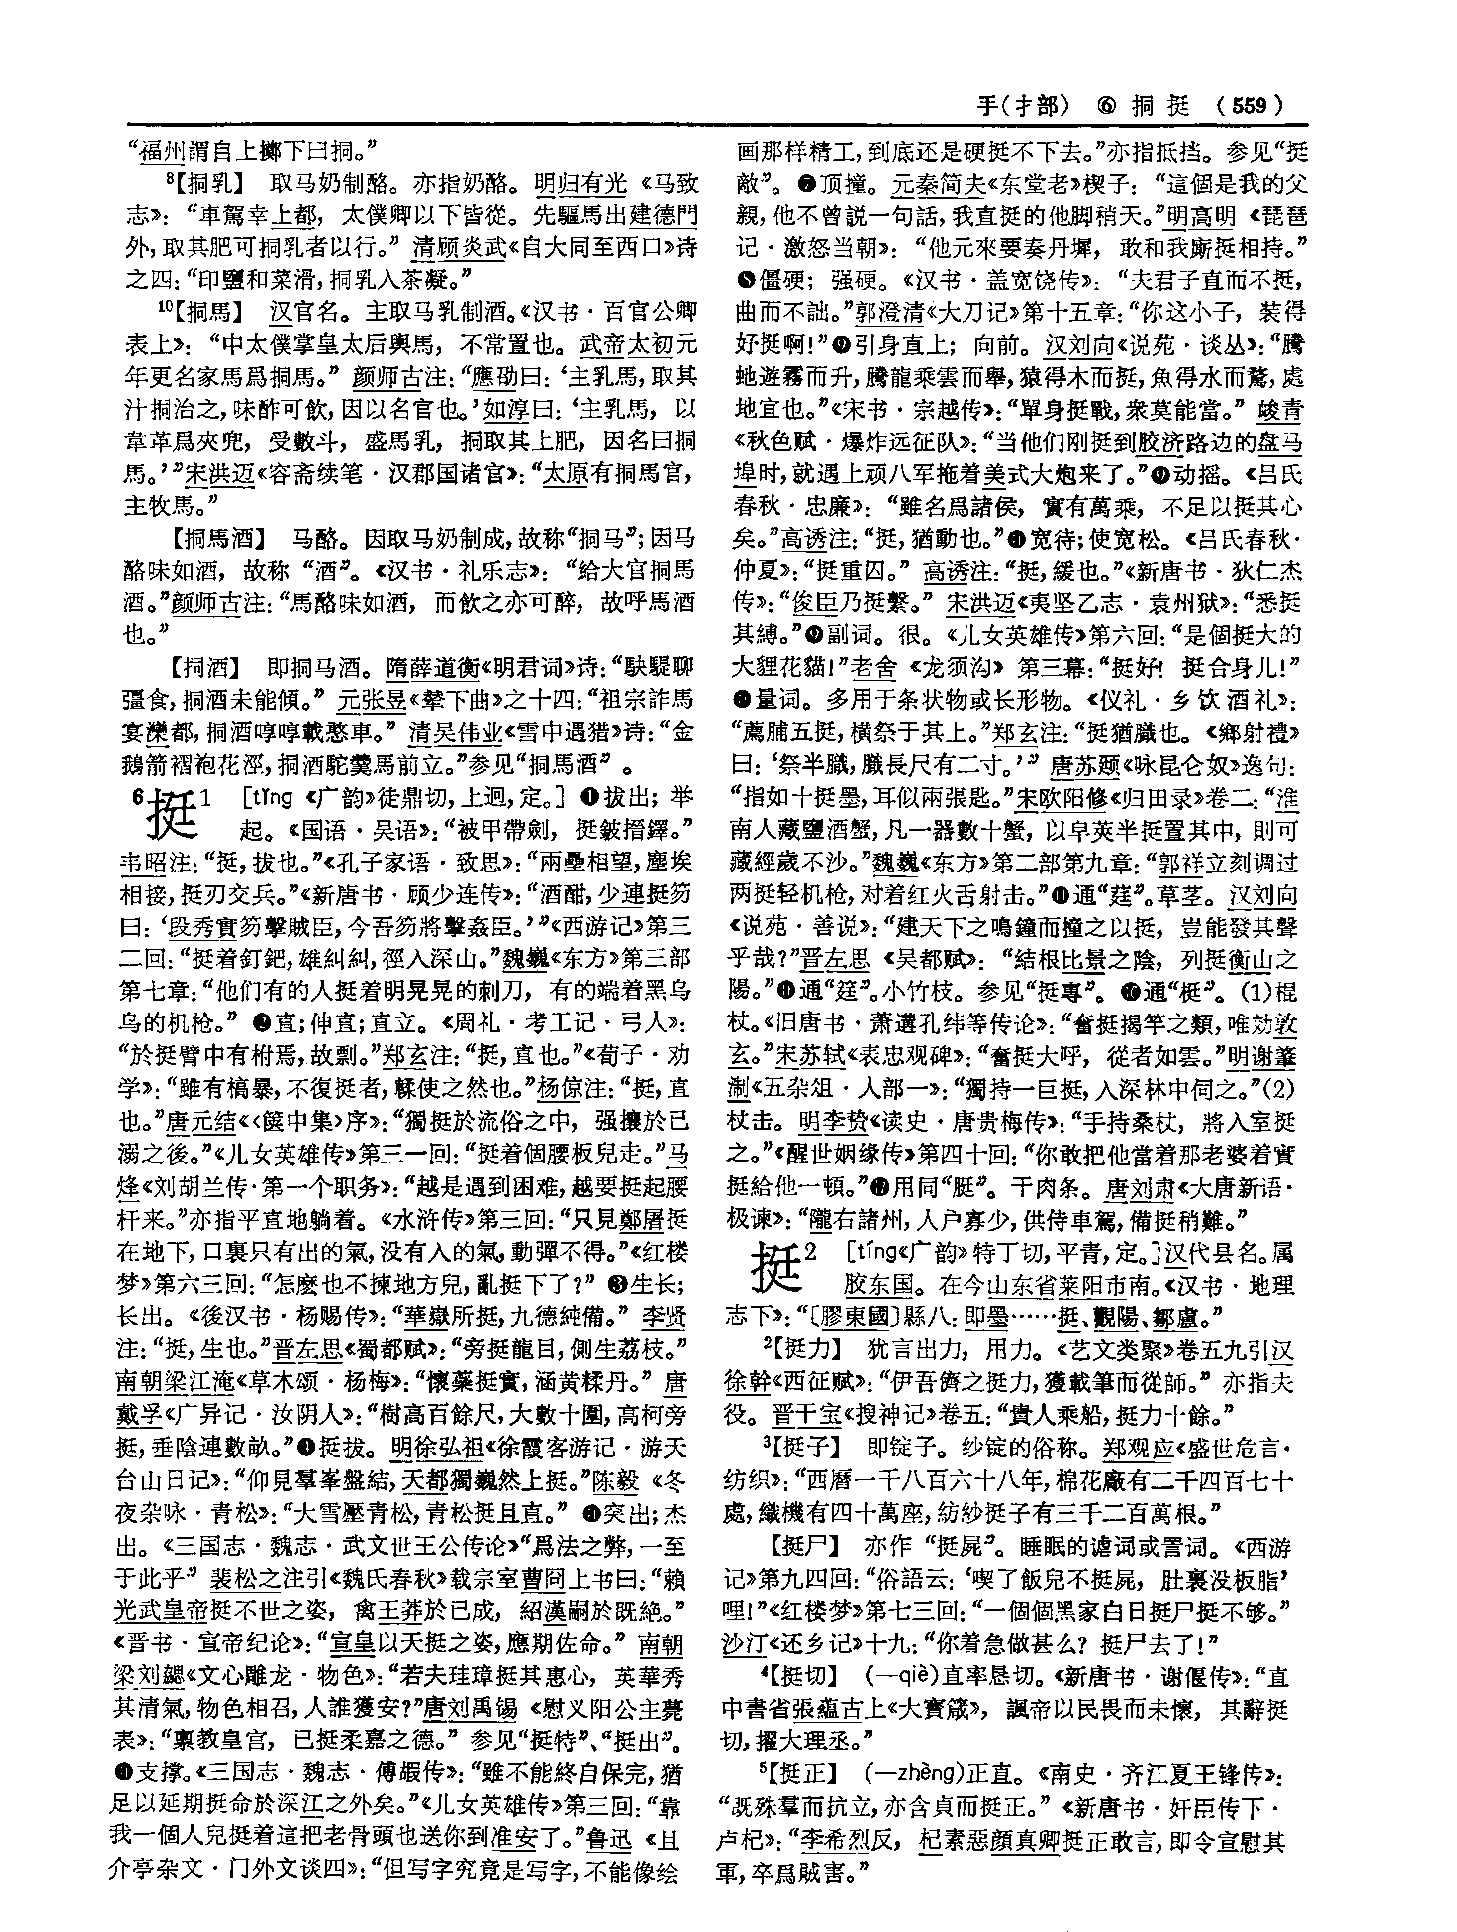 手(扌部) ⑥ 挏 挺 (559)
“福州謂自上擲下曰挏。”
8【挏乳】 取马奶制酪。亦指奶酪。明归有光《马致
志》：“車駕幸上都，太僕卿以下皆從。先驅馬出建德門
外，取其肥可挏乳者以行。” 清顾炎武《自大同至西口》诗
之四：“印鹽和菜滑，挏乳入茶凝。”
10【挏馬】 汉官名。主取马乳制酒。《汉书·百官公卿
表上》：“中太僕掌皇太后輿馬，不常置也。武帝太初元
年更名家馬爲挏馬。” 颜师古注：“應劭曰：‘主乳馬，取其
汁挏治之，味酢可飲，因以名官也。’如淳曰：‘主乳馬，以
韋革爲夾兜，受數斗，盛馬乳，挏取其上肥，因名曰挏
馬。’”宋洪迈《容斋续笔·汉郡国诸官》：“太原有挏馬官，
主牧馬。”
【挏馬酒】 马酪。因取马奶制成，故称“挏马”；因马
酪味如酒，故称“酒”。《汉书·礼乐志》：“給大官挏馬
酒。”颜师古注：“馬酪味如酒，而飲之亦可醉，故呼馬酒
也。”
【挏酒】 即挏马酒。隋薛道衡《明君词》诗：“駃騠聊
彊食，挏酒未能傾。” 元张昱《輦下曲》之十四：“祖宗詐馬
宴灤都，挏酒啍啍載憨車。” 清吴伟业《雪中遇猎》诗：“金
鵝箭褶袍花溼，挏酒駝羹馬前立。”参见“挏馬酒”。
6挺1 [tǐng 《广韵》徒鼎切，上迥，定。] ❶拔出；举
起。《国语·吴语》：“被甲帶劍，挺鈹搢鐸。”
韦昭注：“挺，拔也。”《孔子家语·致思》：“兩壘相望，塵埃
相接，挺刃交兵。”《新唐书·顾少连传》：“酒酣，少連挺笏
曰：‘段秀實笏擊賊臣，今吾笏將擊姦臣。’”《西游记》第三
二回：“挺着釘鈀，雄糾糾，徑入深山。”魏巍《东方》第三部
第七章：“他们有的人挺着明晃晃的刺刀，有的端着黑乌
乌的机枪。” ❷直；伸直；直立。《周礼·考工记·弓人》：
“於挺臂中有柎焉，故剽。”郑玄注：“挺，直也。”《荀子·劝
学》：“雖有槁暴，不復挺者，輮使之然也。”杨倞注：“挺，直
也。”唐元结《〈箧中集〉序》：“獨挺於流俗之中，强攘於已
溺之後。”《儿女英雄传》第三一回：“挺着個腰板兒走。”马
烽《刘胡兰传·第一个职务》：“越是遇到困难，越要挺起腰
杆来。”亦指平直地躺着。《水浒传》第三回：“只見鄭屠挺
在地下，口裏只有出的氣，没有入的氣，動彈不得。”《红楼
梦》第六三回：“怎麽也不揀地方兒，亂挺下了？” ❸生长；
长出。《後汉书·杨赐传》：“華嶽所挺，九德純備。” 李贤
注：“挺，生也。”晋左思《蜀都赋》：“旁挺龍目，側生荔枝。”
南朝梁江淹《草木颂·杨梅》：“懷蘂挺實，涵黄糅丹。” 唐
戴孚《广异记·汝阴人》：“樹高百餘尺，大數十圍，高柯旁
挺，垂陰連數畝。”❹挺拔。明徐弘祖《徐霞客游记·游天
台山日记》：“仰見羣峯盤結，天都獨巍然上挺。”陈毅《冬
夜杂咏·青松》：“大雪壓青松，青松挺且直。” ❺突出；杰
出。《三国志·魏志·武文世王公传论》“爲法之弊，一至
于此乎” 裴松之注引《魏氏春秋》载宗室曹冏上书曰：“賴
光武皇帝挺不世之姿，禽王莽於已成，紹漢嗣於既絶。”
《晋书·宣帝纪论》：“宣皇以天挺之姿，應期佐命。” 南朝
梁刘勰《文心雕龙·物色》：“若夫珪璋挺其惠心，英華秀
其清氣，物色相召，人誰獲安？”唐刘禹锡《慰义阳公主薨
表》：“禀教皇宫，已挺柔嘉之德。” 参见“挺特”、“挺出”。
❻支撑。《三国志·魏志·傅嘏传》：“雖不能終自保完，猶
足以延期挺命於深江之外矣。”《儿女英雄传》第三回：“靠
我一個人兒挺着這把老骨頭也送你到淮安了。”鲁迅《且
介亭杂文·门外文谈四》：“但写字究竟是写字，不能像绘
画那样精工，到底还是硬挺不下去。”亦指抵挡。参见“挺
敵”。❼顶撞。元秦简夫《东堂老》楔子：“這個是我的父
親，他不曾説一句話，我直挺的他脚稍天。”明高明《琵琶
记·激怒当朝》：“他元來要奏丹墀，敢和我廝挺相持。”
❽僵硬；强硬。《汉书·盖宽饶传》：“夫君子直而不挺，
曲而不詘。”郭澄清《大刀记》第十五章：“你这小子，装得
好挺啊！”❾引身直上；向前。汉刘向《说苑·谈丛》：“騰
虵遊霧而升，騰龍乘雲而舉，猿得木而挺，魚得水而騖，處
地宜也。”《宋书·宗越传》：“單身挺戰，衆莫能當。” 峻青
《秋色赋·爆炸远征队》：“当他们刚挺到胶济路边的盘马
埠时，就遇上顽八军拖着美式大炮来了。”❿动摇。《吕氏
春秋·忠廉》：“雖名爲諸侯，實有萬乘，不足以挺其心
矣。”高诱注：“挺，猶動也。”⓫宽待；使宽松。《吕氏春秋·
仲夏》：“挺重囚。” 高诱注：“挺，緩也。”《新唐书·狄仁杰
传》：“俊臣乃挺繫。” 宋洪迈《夷坚乙志·袁州狱》：“悉挺
其縛。”⓬副词。很。《儿女英雄传》第六回：“是個挺大的
大貍花貓！”老舍《龙须沟》第三幕：“挺好！挺合身儿！”
⓭量词。多用于条状物或长形物。《仪礼·乡饮酒礼》：
“薦脯五挺，横祭于其上。”郑玄注：“挺猶膱也。《鄉射禮》
曰：‘祭半膱，膱長尺有二寸。’” 唐苏颋《咏昆仑奴》逸句：
“指如十挺墨，耳似兩張匙。”宋欧阳修《归田录》卷二：“淮
南人藏鹽酒蟹，凡一器數十蟹，以皁莢半挺置其中，則可
藏經歲不沙。”魏巍《东方》第二部第九章：“郭祥立刻调过
两挺轻机枪，对着红火舌射击。”⓮通“莛”。草茎。汉刘向
《说苑·善说》：“建天下之鳴鐘而撞之以挺，豈能發其聲
乎哉？”晋左思《吴都赋》：“結根比景之陰，列挺衡山之
陽。”⓯通“筳”。小竹枝。参见“挺專”。⓰通“梃”。(1)棍
杖。《旧唐书·萧遘孔纬等传论》：“奮挺揭竿之類，唯効敦
玄。”宋苏轼《表忠观碑》：“奮挺大呼，從者如雲。”明谢肇
淛《五杂俎·人部一》：“獨持一巨挺，入深林中伺之。”(2)
杖击。明李贽《读史·唐贵梅传》：“手持桑杖，將入室挺
之。”《醒世姻缘传》第四十回：“你敢把他當着那老婆着實
挺給他一頓。”⓱用同“脡”。干肉条。唐刘肃《大唐新语·
极谏》：“隴右諸州，人户寡少，供侍車駕，備挺稍難。”
挺2 [tíng《广韵》特丁切，平青，定。]汉代县名。属
胶东国。在今山东省莱阳市南。《汉书·地理
志下》：“〔膠東國〕縣八：即墨……挺、觀陽、鄒盧。”
2【挺力】 犹言出力，用力。《艺文类聚》卷五九引汉
徐幹《西征赋》：“伊吾儕之挺力，獲載筆而從師。” 亦指夫
役。晋干宝《搜神记》卷五：“貴人乘船，挺力十餘。”
3【挺子】 即锭子。纱锭的俗称。郑观应《盛世危言·
纺织》：“西曆一千八百六十八年，棉花廠有二千四百七十
處，織機有四十萬座，紡紗挺子有三千二百萬根。”
【挺尸】 亦作“挺屍”。睡眠的谑词或詈词。《西游
记》第九四回：“俗語云：‘喫了飯兒不挺屍，肚裏没板脂’
哩！”《红楼梦》第七三回：“一個個黑家白日挺尸挺不够。”
沙汀《还乡记》十九：“你着急做甚么？挺尸去了！”
4【挺切】 (—qiè)直率恳切。《新唐书·谢偃传》：“直
中書省張藴古上《大寶箴》，諷帝以民畏而未懷，其辭挺
切，擢大理丞。”
5【挺正】 (—zhèng)正直。《南史·齐江夏王锋传》：
“既殊羣而抗立，亦含貞而挺正。” 《新唐书·奸臣传下·
卢杞》：“李希烈反，杞素惡顔真卿挺正敢言，即令宣慰其
軍，卒爲賊害。”